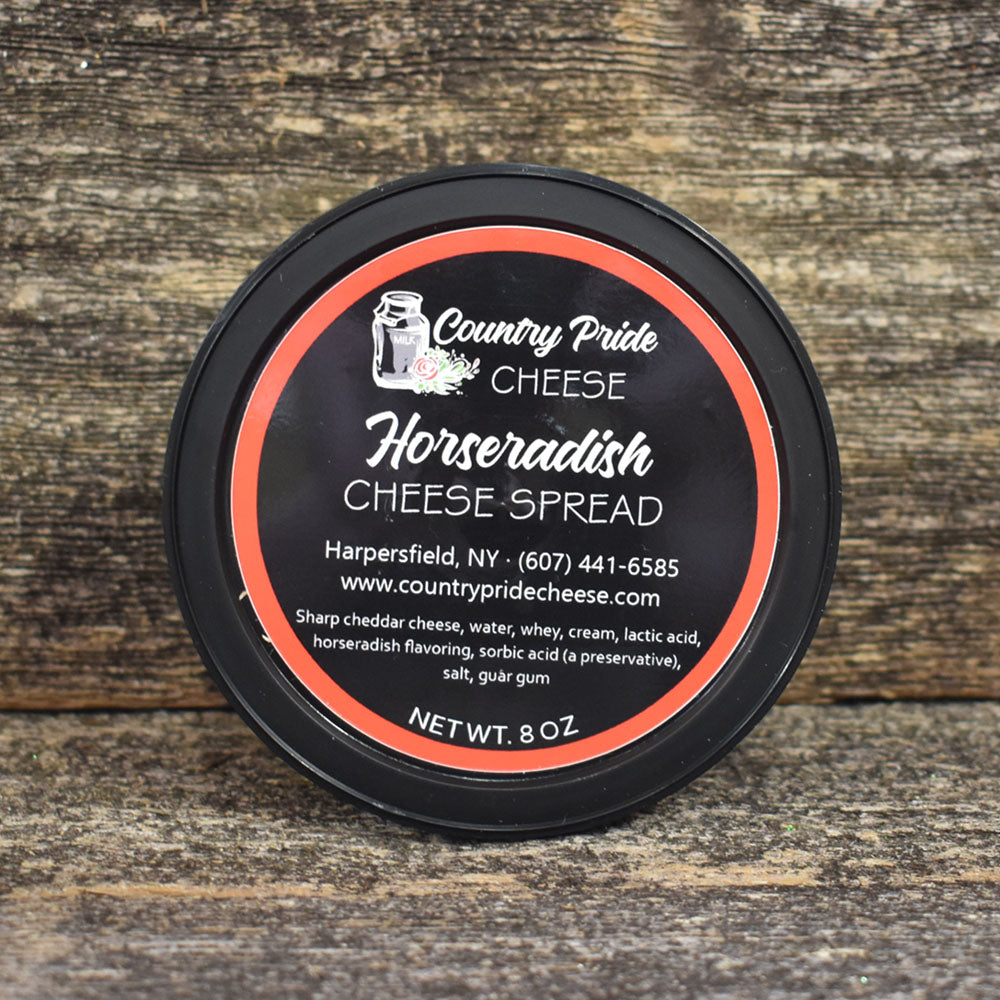 MILK
Country Pride
CHEESE
Horseradish
CHEESE SPREAD
Harpersfield, NY · (607) 441-6585
www.countrypridecheese.com
Sharp cheddar cheese, water, whey, cream, lactic acid,
horseradish flavoring, sorbic acid (a preservative),
salt, guar gum
NET WT. 8 OZ